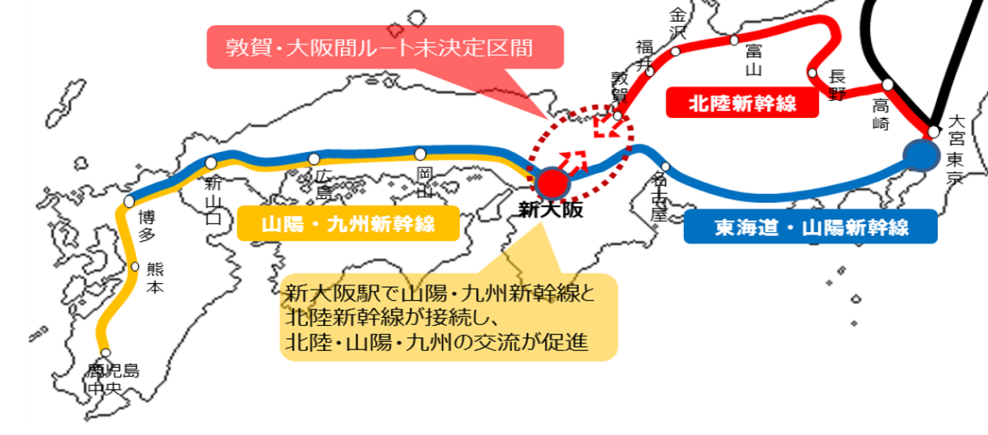 敦賀・大阪間ルート未決定区間
金沢
福井
敦賀
富山
長野
高崎
大宮
東京
北陸新幹線
名古屋
東海道・山陽新幹線
新大阪
岡山
広島
新山口
博多
熊本
鹿児島
中央
山陽・九州新幹線
新大阪駅で山陽・九州新幹線と
北陸新幹線が接続し、
北陸・山陽・九州の交流が促進